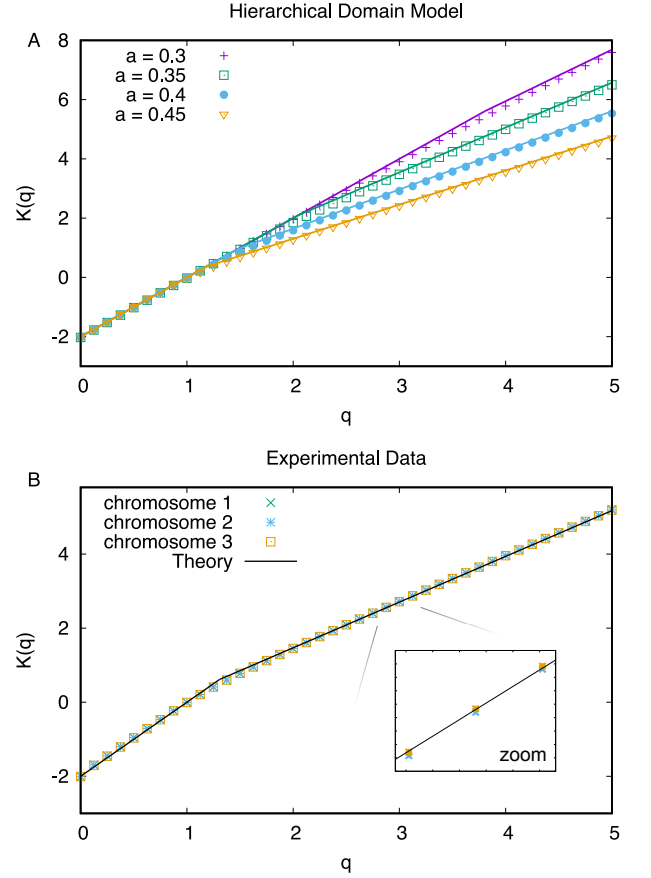 Hierarchical Domain Model
A
8
a = 0.3
a = 0.35
a = 0.4
a = 0.45
6
4
2
0
-2
K(q)
0 1 2 3 4 5
q
Experimental Data
B
chromosome 1
chromosome 2
chromosome 3
Theory
4
2
0
-2
K(q)
zoom
0 1 2 3 4 5
q